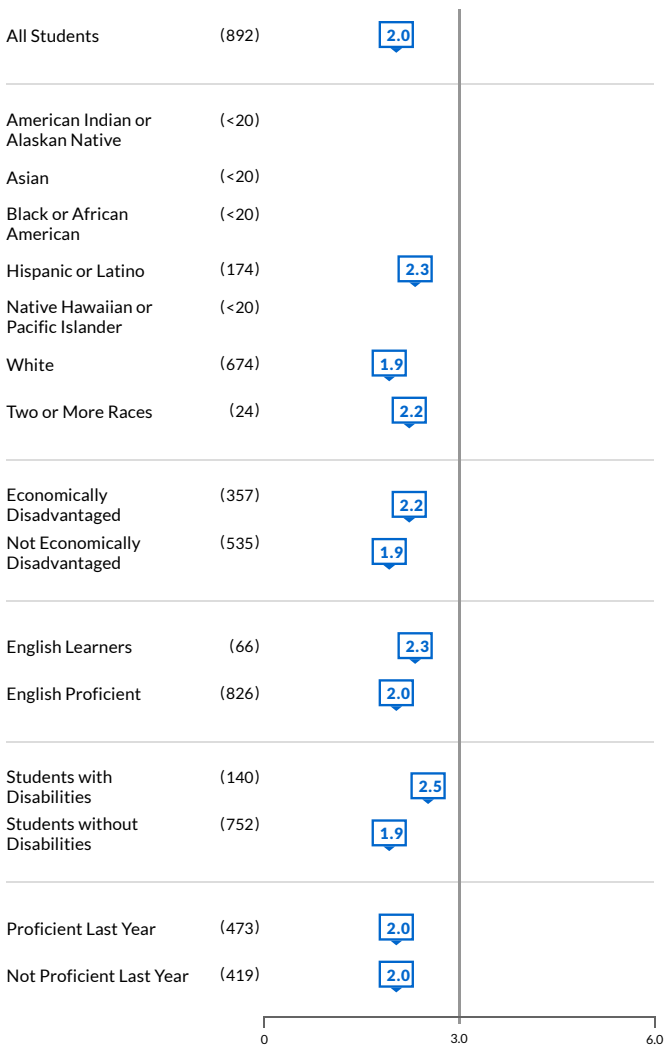 All Students (892) 2.0
American Indian or (<20)
Alaskan Native
Asian (<20)
Black or African (<20)
American
Hispanic or Latino (174) 2.3
Native Hawaiian or (<20)
Pacific Islander
White (674) 1.9
Two or More Races (24) 2.2
Economically (357) 2.2
Disadvantaged
Not Economically (535) 1.9
Disadvantaged
English Learners (66) 2.3
English Proficient (826) 2.0
Students with (140) 2.5
Disabilities
Students without (752) 1.9
Disabilities
Proficient Last Year (473) 2.0
Not Proficient Last Year (419) 2.0
0 3.0 6.0